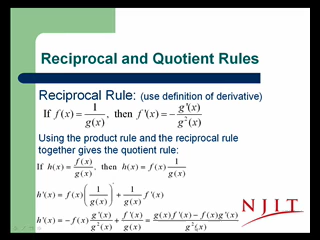 Reciprocal and Quotient Rules
Reciprocal Rule: (use definition of derivative)
If f(x) = 1/g(x), then f'(x) = -g'(x)/g²(x)
Using the product rule and the reciprocal rule
together gives the quotient rule:
If h(x) = f(x)/g(x), then h(x) = f(x) 1/g(x)
h'(x) = f(x)(1/g(x))' + 1/g(x) f'(x)
h'(x) = -f(x) g'(x)/g²(x) + f'(x)/g(x) = (g(x)f'(x) - f(x)g'(x))/g²(x)
NJIT